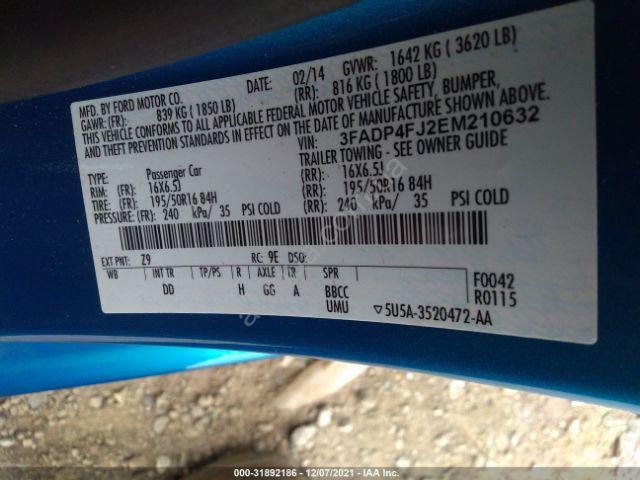 MFD. BY FORD MOTOR CO.
DATE: 02/14 GVWR: 1642 KG ( 3620 LB)
GAWR: (FR): 839 KG ( 1850 LB) (RR): 816 KG ( 1800 LB)
THIS VEHICLE CONFORMS TO ALL APPLICABLE FEDERAL MOTOR VEHICLE SAFETY, BUMPER,
AND THEFT PREVENTION STANDARDS IN EFFECT ON THE DATE OF MANUFACTURE SHOWN ABOVE.
VIN: 3FADP4FJ2EM210632
TYPE: Passenger Car TRAILER TOWING - SEE OWNER GUIDE
RIM: (FR): 16X6.5J (RR): 16X6.5J
TIRE: (FR): 195/50R16 84H (RR): 195/50R16 84H
PRESSURE: (FR): 240 kPa/ 35 PSI COLD (RR): 240 kPa/ 35 PSI COLD
EXT PNT: Z9 RC: 9E DSO:
WB INT TR TP/PS R AXLE TR SPR
DD H GG A BBCC
UMU
F0042
R0115
▽5U5A-3520472-AA
000-31892186 - 12/07/2021 - IAA Inc.